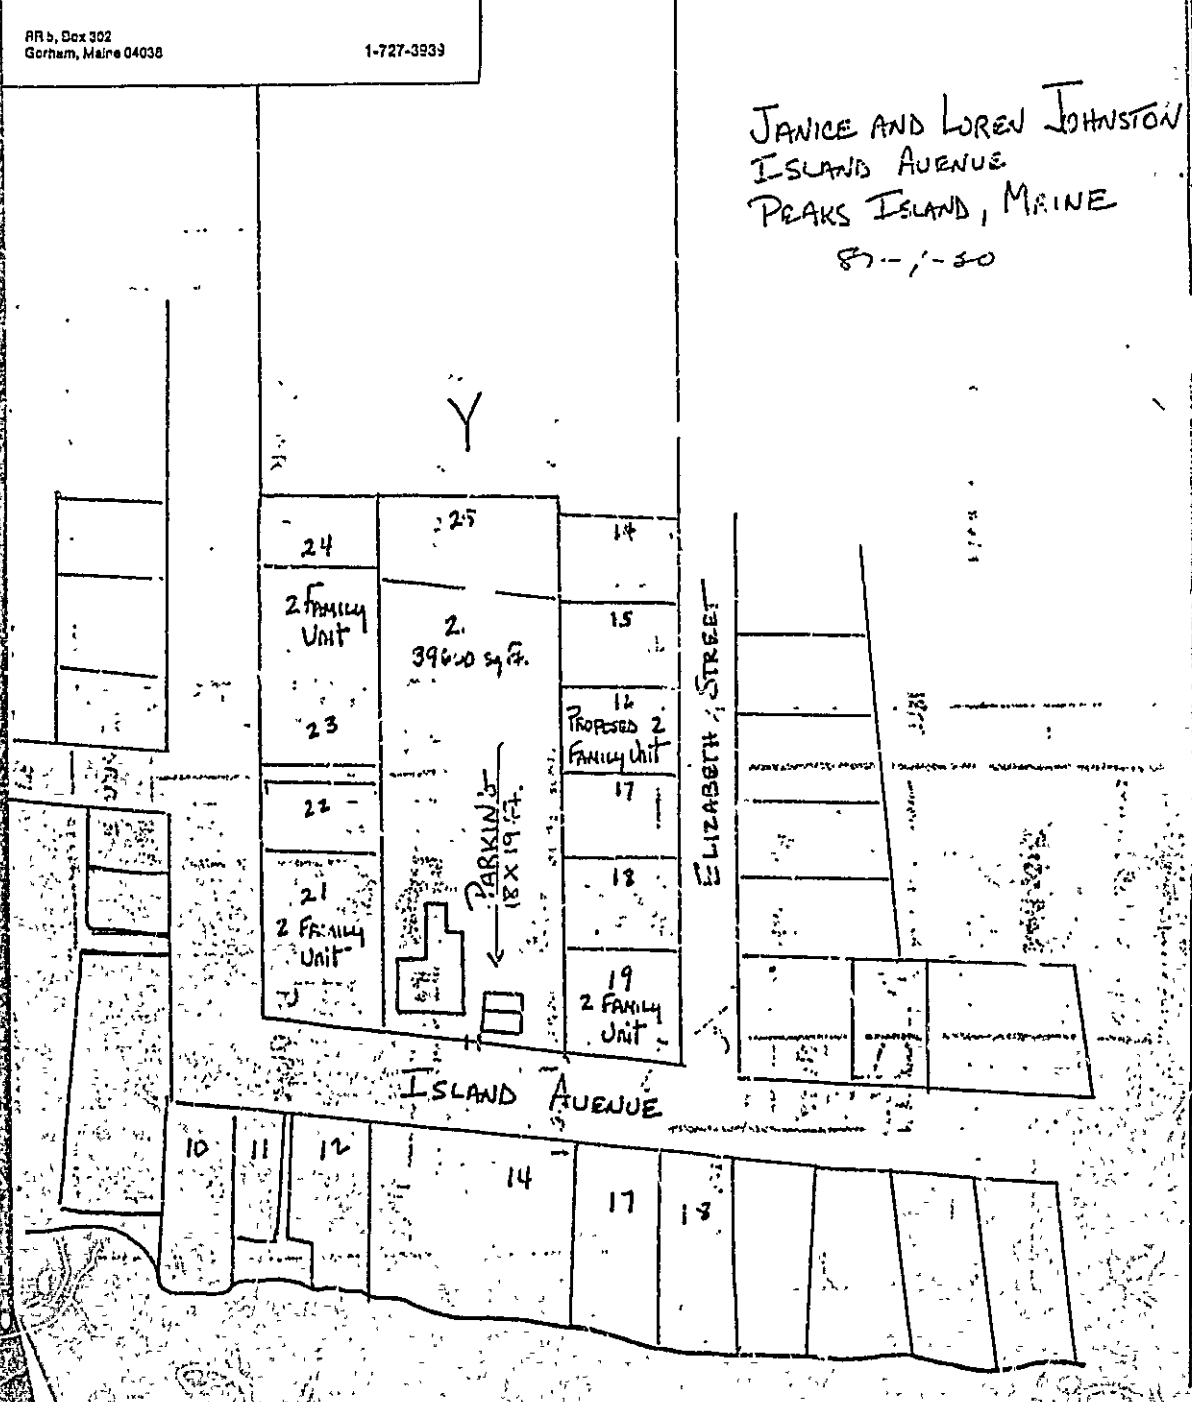 RR 5, Box 302
Gorham, Maine 04038
1-727-3939
JANICE AND LOREN JOHNSTON
ISLAND AVENUE
PEAKS ISLAND, MAINE
Y
24
2 FAMILY
UNIT
23
22
21
2 FAMILY
UNIT
25
2.
sq ft.
PARKING
18 X 19 Ft.
14
15
16
PROPOSED 2
FAMILY Unit
17
18
19
2 FAMILY
Unit
ELIZABETH STREET
ISLAND AVENUE
10
11
12
14
17
18